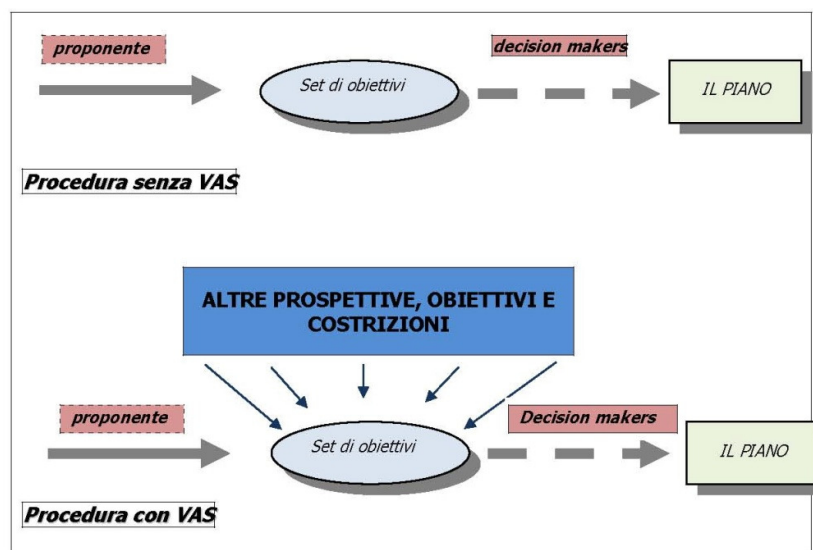 proponente
decision makers
Set di obiettivi
IL PIANO
Procedura senza VAS
ALTRE PROSPETTIVE, OBIETTIVI E
COSTRIZIONI
proponente
Decision makers
Set di obiettivi
IL PIANO
Procedura con VAS